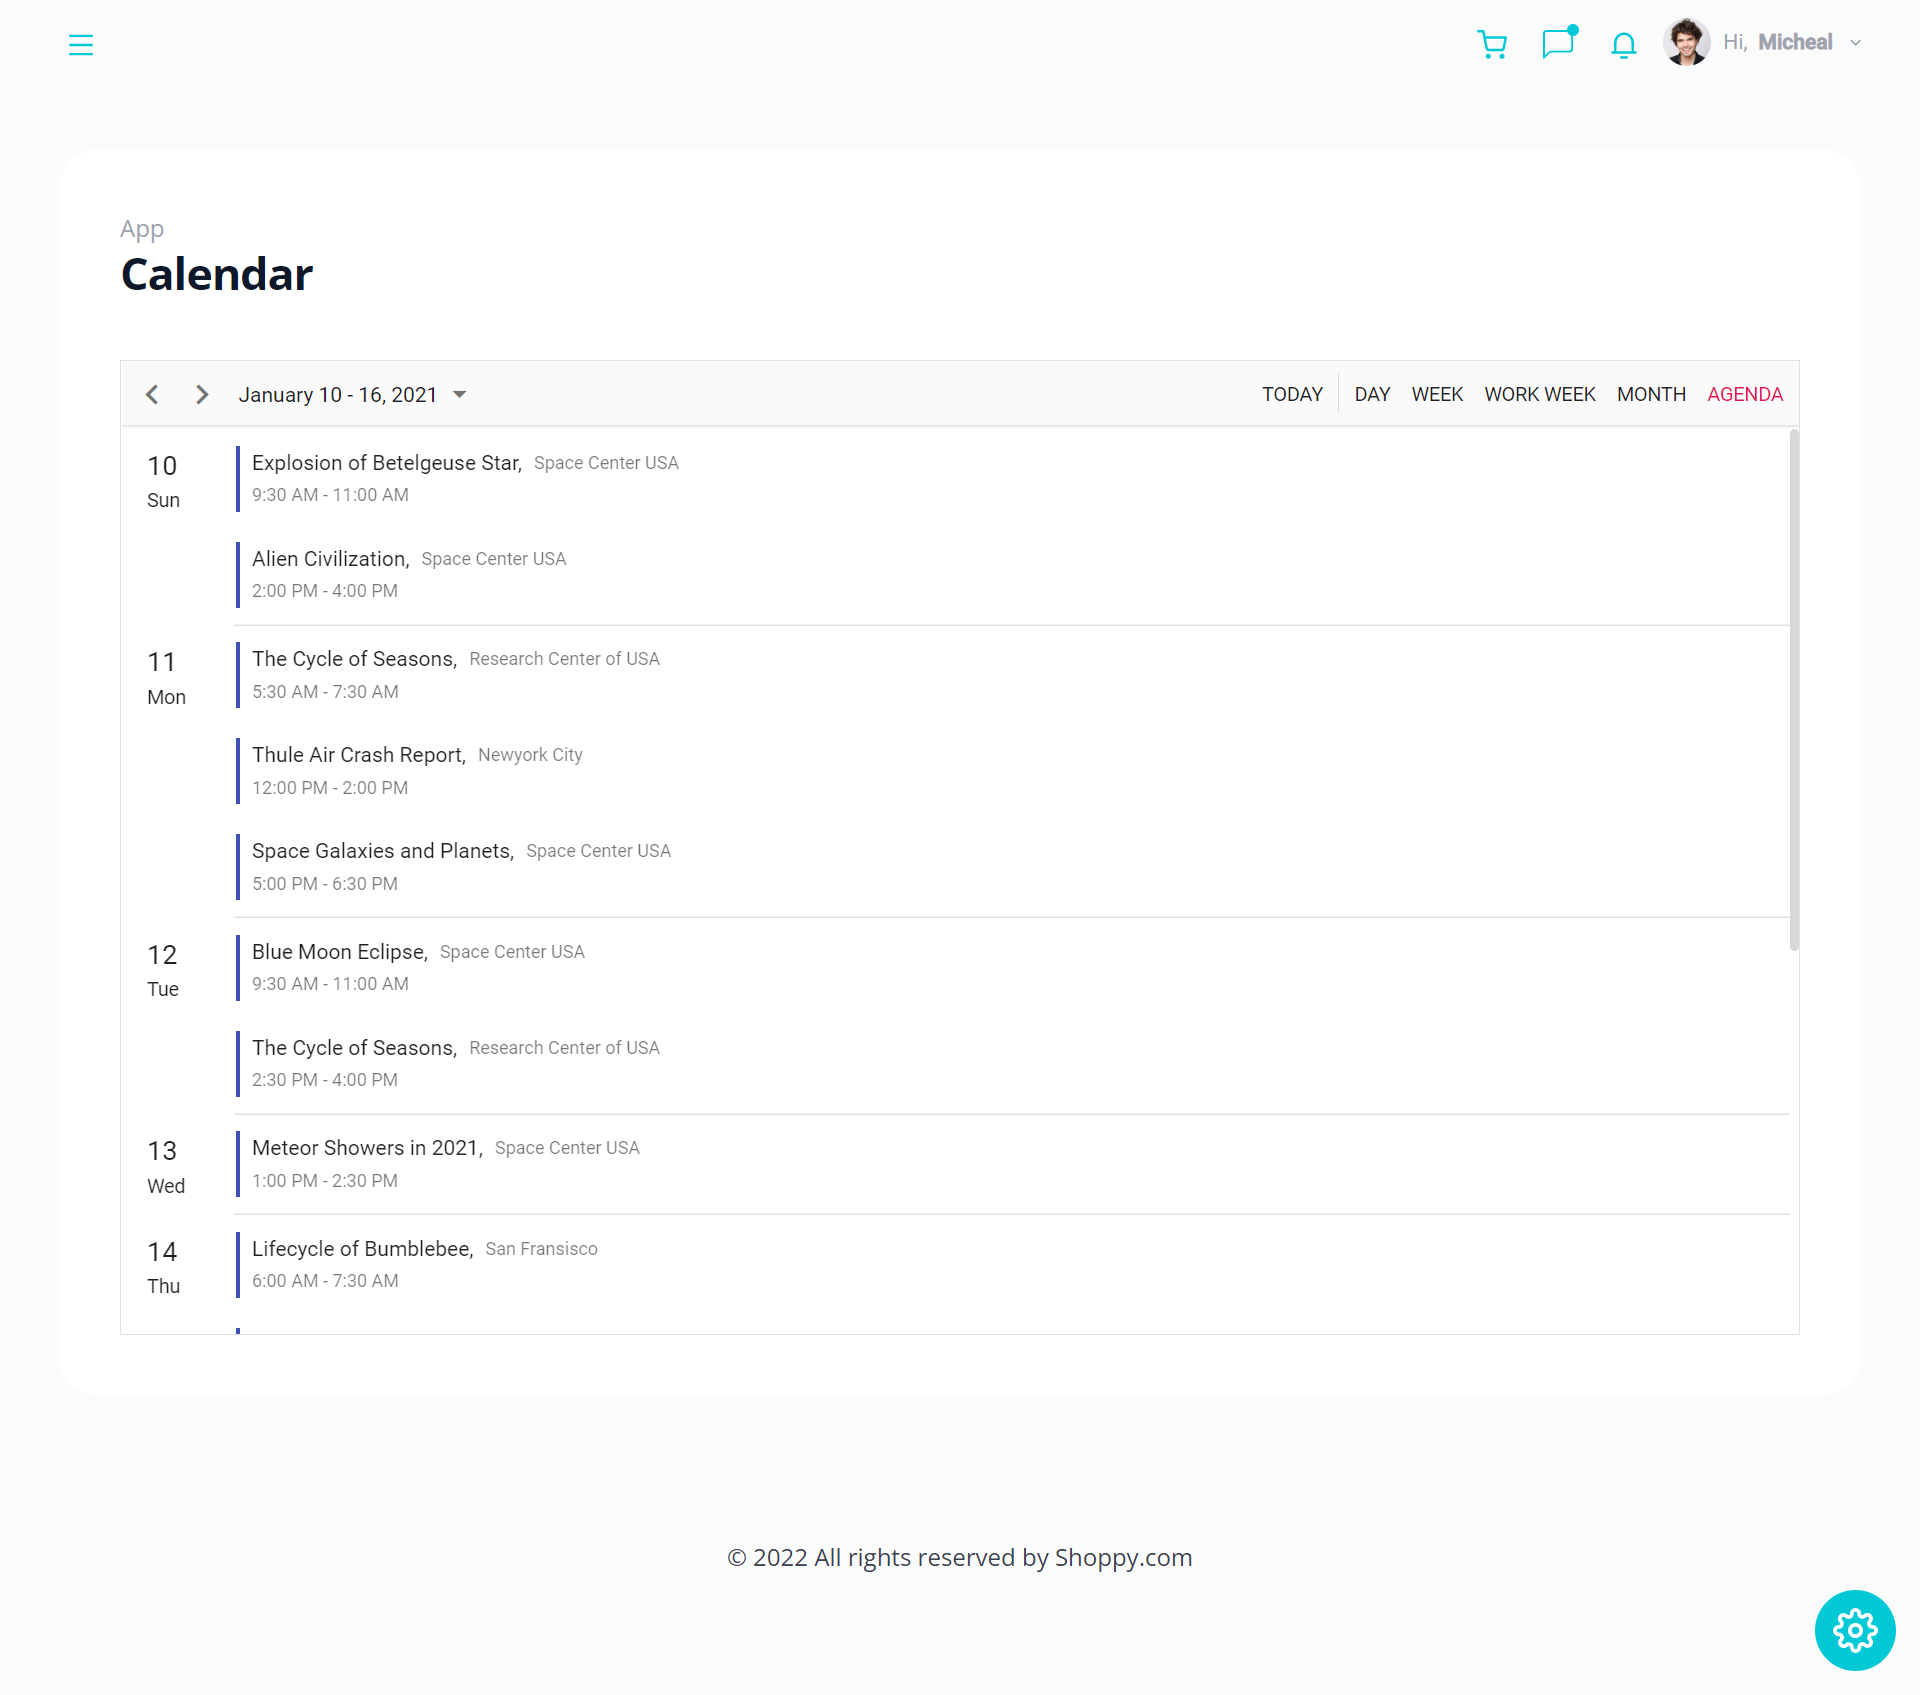 Hi, Micheal
App
Calendar
January 10 - 16, 2021
TODAY DAY WEEK WORK WEEK MONTH AGENDA
10
Sun
Explosion of Betelgeuse Star, Space Center USA
9:30 AM - 11:00 AM
Alien Civilization, Space Center USA
2:00 PM - 4:00 PM
11
Mon
The Cycle of Seasons, Research Center of USA
5:30 AM - 7:30 AM
Thule Air Crash Report, Newyork City
12:00 PM - 2:00 PM
Space Galaxies and Planets, Space Center USA
5:00 PM - 6:30 PM
12
Tue
Blue Moon Eclipse, Space Center USA
9:30 AM - 11:00 AM
The Cycle of Seasons, Research Center of USA
2:30 PM - 4:00 PM
13
Wed
Meteor Showers in 2021, Space Center USA
1:00 PM - 2:30 PM
14
Thu
Lifecycle of Bumblebee, San Fransisco
6:00 AM - 7:30 AM
© 2022 All rights reserved by Shoppy.com